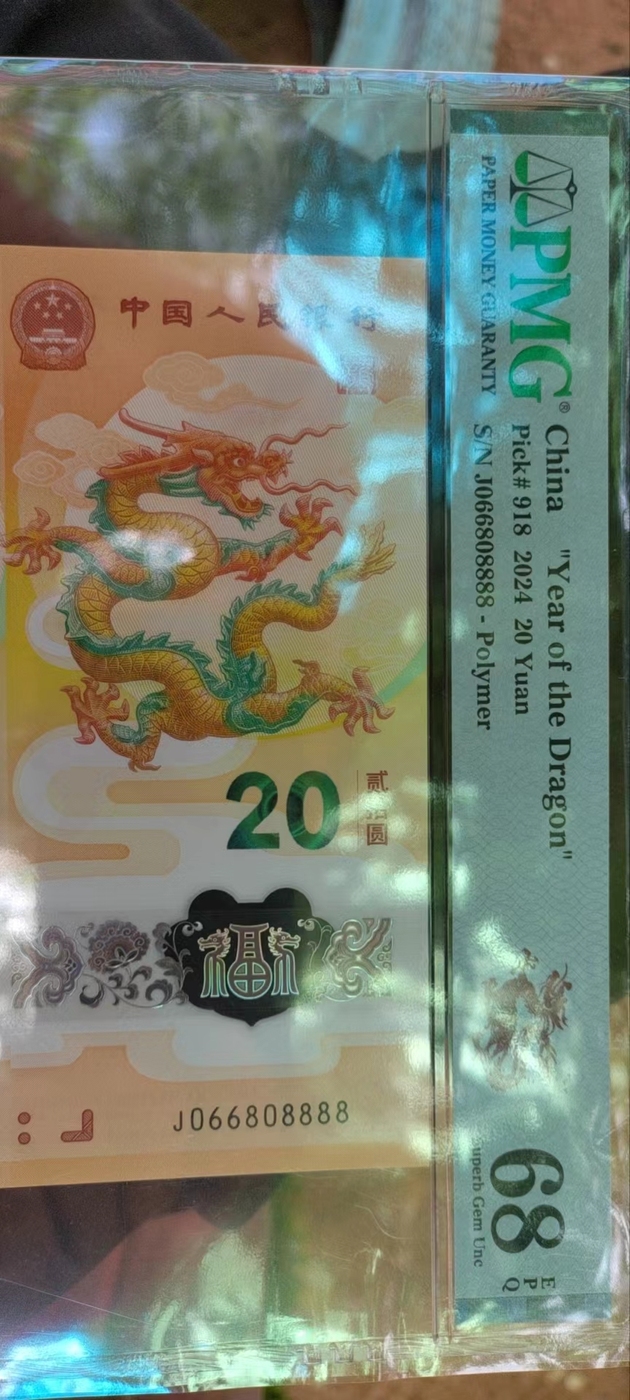 PMG®
PAPER MONEY GUARANTY
China "Year of the Dragon"
Pick# 918 2024 20 Yuan
S/N J066808888 - Polymer
68
EPQ
Superb Gem Unc
中国人民银行
20
贰拾圆
福
J066808888